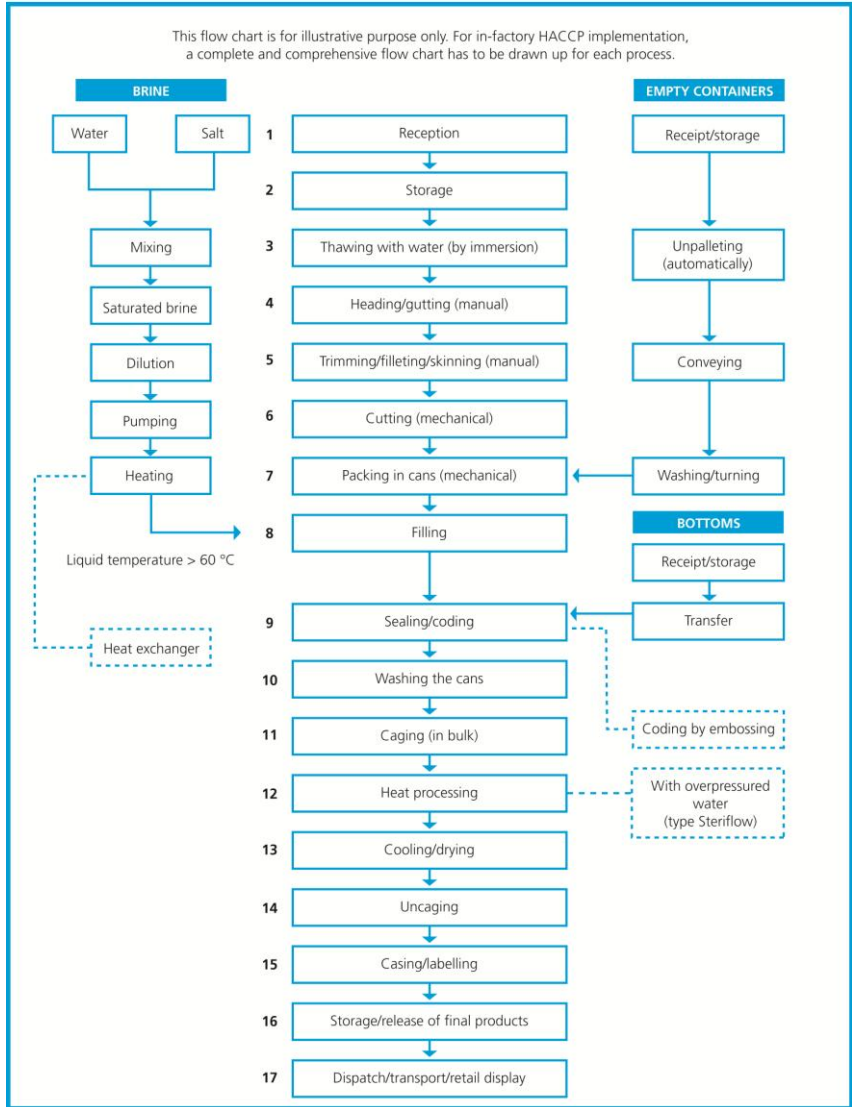 This flow chart is for illustrative purpose only. For in-factory HACCP implementation,
a complete and comprehensive flow chart has to be drawn up for each process.
BRINE
Water
Salt
Mixing
Saturated brine
Dilution
Pumping
Heating
Liquid temperature > 60 °C
Heat exchanger
1 Reception
2 Storage
3 Thawing with water (by immersion)
4 Heading/gutting (manual)
5 Trimming/filleting/skinning (manual)
6 Cutting (mechanical)
7 Packing in cans (mechanical)
8 Filling
9 Sealing/coding
10 Washing the cans
11 Caging (in bulk)
12 Heat processing
13 Cooling/drying
14 Uncaging
15 Casing/labelling
16 Storage/release of final products
17 Dispatch/transport/retail display
EMPTY CONTAINERS
Receipt/storage
Unpalleting
(automatically)
Conveying
Washing/turning
BOTTOMS
Receipt/storage
Transfer
Coding by embossing
With overpressured
water
(type Steriflow)